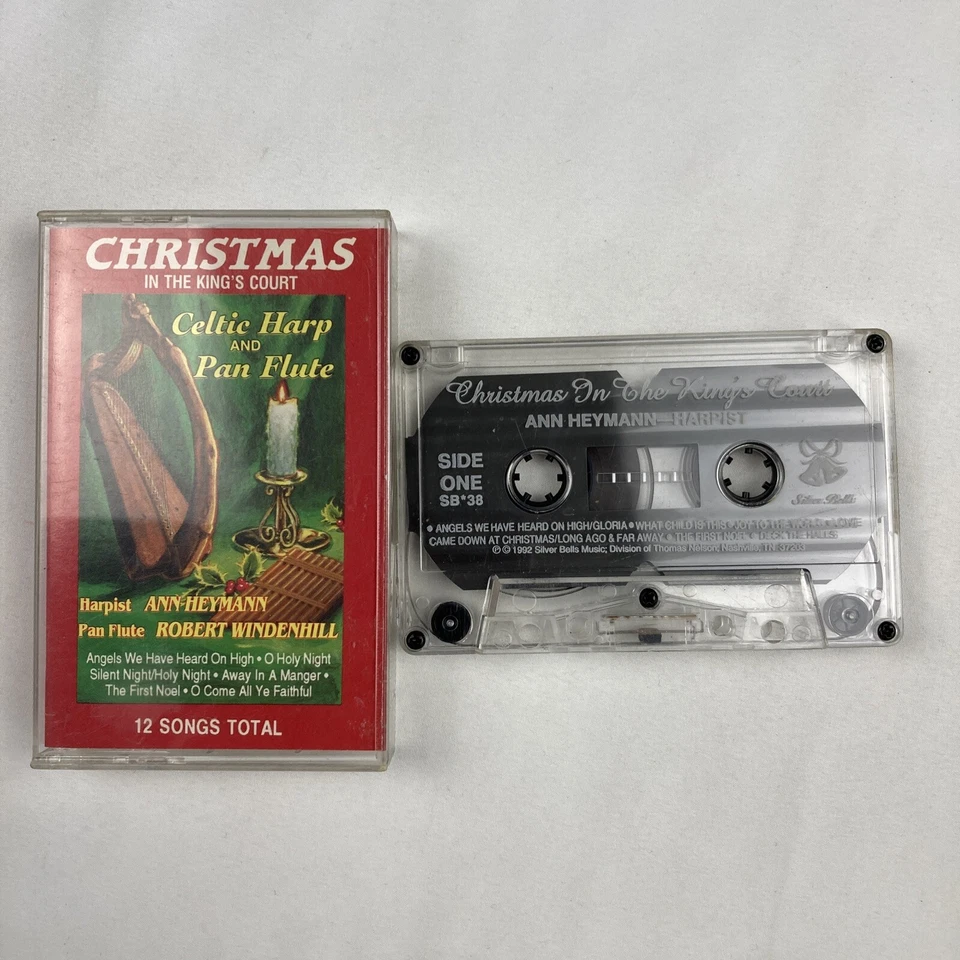 CHRISTMAS
IN THE KING'S COURT
Celtic Harp
AND
Pan Flute
Harpist ANN HEYMANN
Pan Flute ROBERT WINDENHILL
Angels We Have Heard On High • O Holy Night
Silent Night/Holy Night • Away In A Manger •
The First Noel • O Come All Ye Faithful
12 SONGS TOTAL
Christmas In The King's Court
ANN HEYMANN—HARPIST
SIDE
ONE
SB*38
Silver Bells
• ANGELS WE HAVE HEARD ON HIGH/GLORIA • WHAT CHILD IS THIS • JOY TO THE WORLD • LOVE
CAME DOWN AT CHRISTMAS/LONG AGO & FAR AWAY • THE FIRST NOEL • DECK THE HALLS
℗ © 1992 Silver Bells Music; Division of Thomas Nelson, Nashville, TN 37203